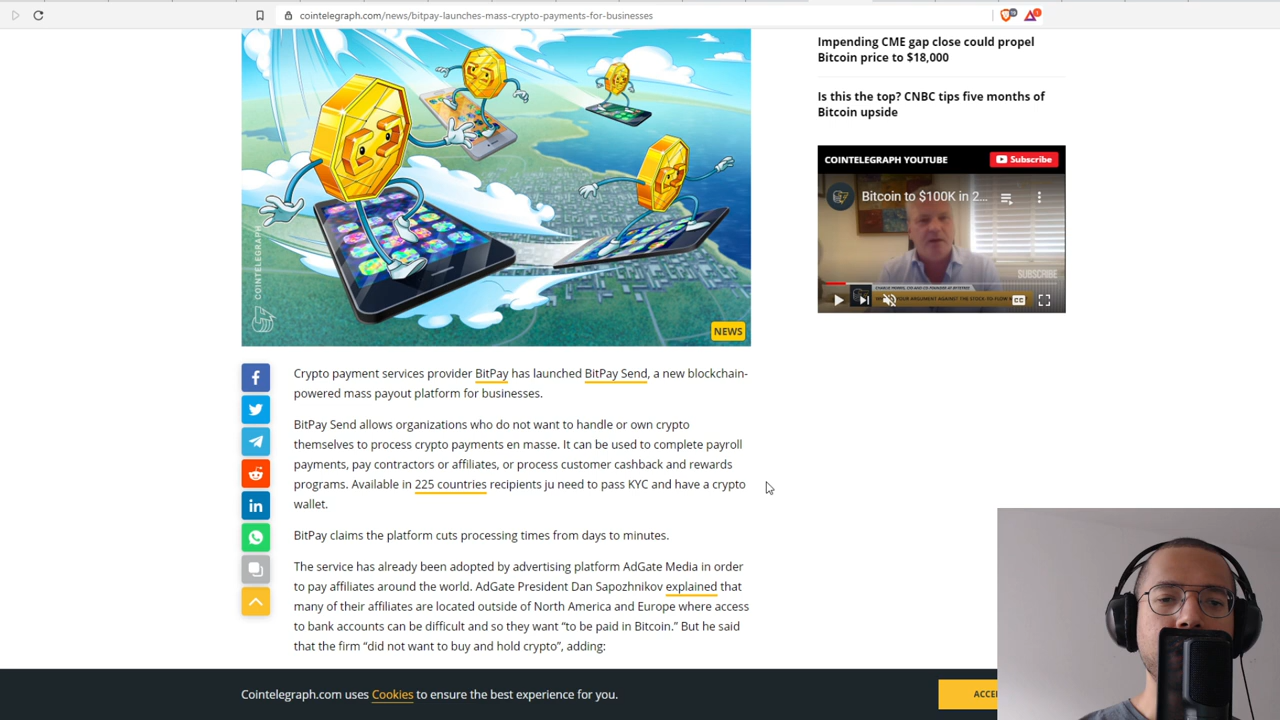 cointelegraph.com/news/bitpay-launches-mass-crypto-payments-for-businesses
Impending CME gap close could propel
Bitcoin price to $18,000
Is this the top? CNBC tips five months of
Bitcoin upside
COINTELEGRAPH YOUTUBE
Subscribe
Bitcoin to $100K in 2...
SUBSCRIBE
CC
COINTELEGRAPH
NEWS
Crypto payment services provider BitPay has launched BitPay Send, a new blockchain-
powered mass payout platform for businesses.
BitPay Send allows organizations who do not want to handle or own crypto
themselves to process crypto payments en masse. It can be used to complete payroll
payments, pay contractors or affiliates, or process customer cashback and rewards
programs. Available in 225 countries recipients ju need to pass KYC and have a crypto
wallet.
BitPay claims the platform cuts processing times from days to minutes.
The service has already been adopted by advertising platform AdGate Media in order
to pay affiliates around the world. AdGate President Dan Sapozhnikov explained that
many of their affiliates are located outside of North America and Europe where access
to bank accounts can be difficult and so they want “to be paid in Bitcoin.” But he said
that the firm “did not want to buy and hold crypto”, adding:
Cointelegraph.com uses Cookies to ensure the best experience for you.
ACCE